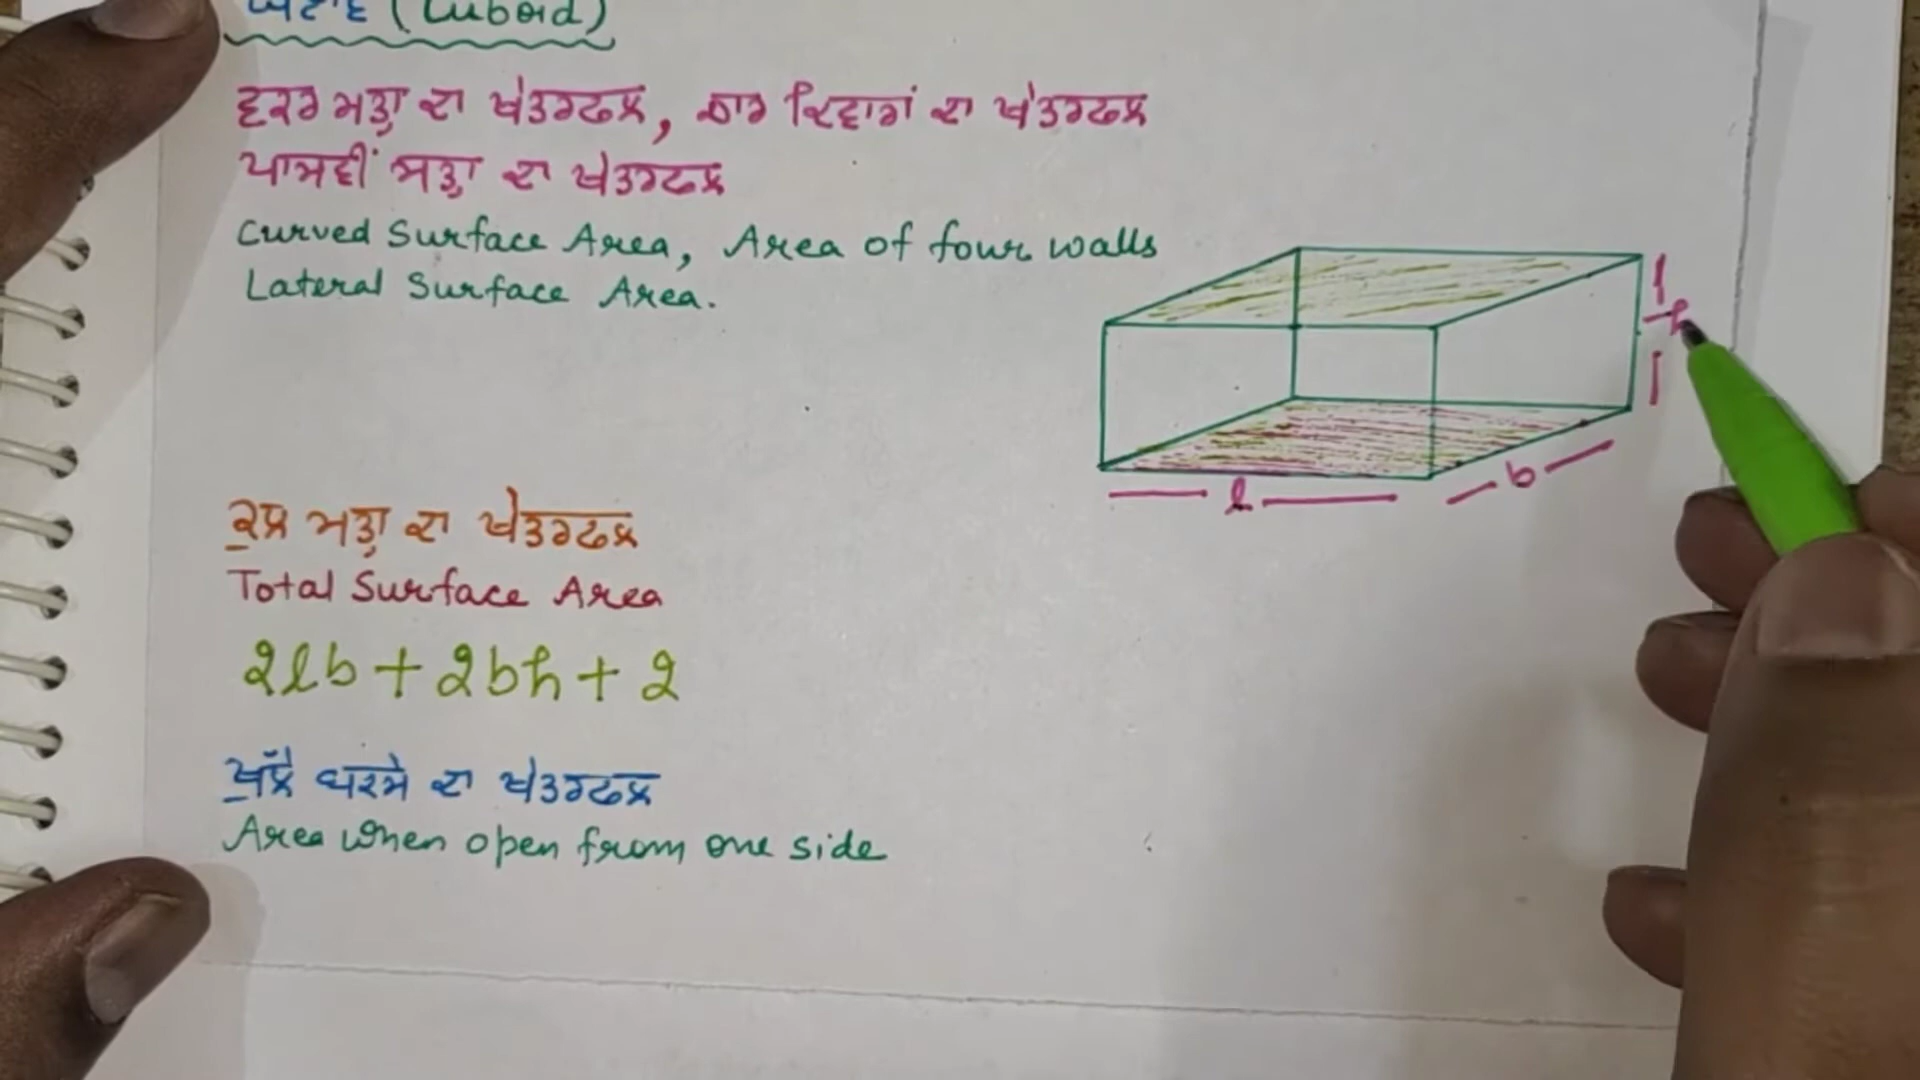 (Cuboid)
ਵਕਰ ਸਤ੍ਹਾ ਦਾ ਖੇਤਰਫਲ, ਚਾਰ ਦਿਵਾਰਾਂ ਦਾ ਖੇਤਰਫਲ
ਪਾਸਵੀਂ ਸਤ੍ਹਾ ਦਾ ਖੇਤਰਫਲ
Curved Surface Area, Area of four walls
Lateral Surface Area.
h
b
l
ਕੁਲ ਸਤ੍ਹਾ ਦਾ ਖੇਤਰਫਲ
Total Surface Area
2lb + 2bh + 2
ਖੁੱਲੇ ਬਕਸੇ ਦਾ ਖੇਤਰਫਲ
Area when open from one side